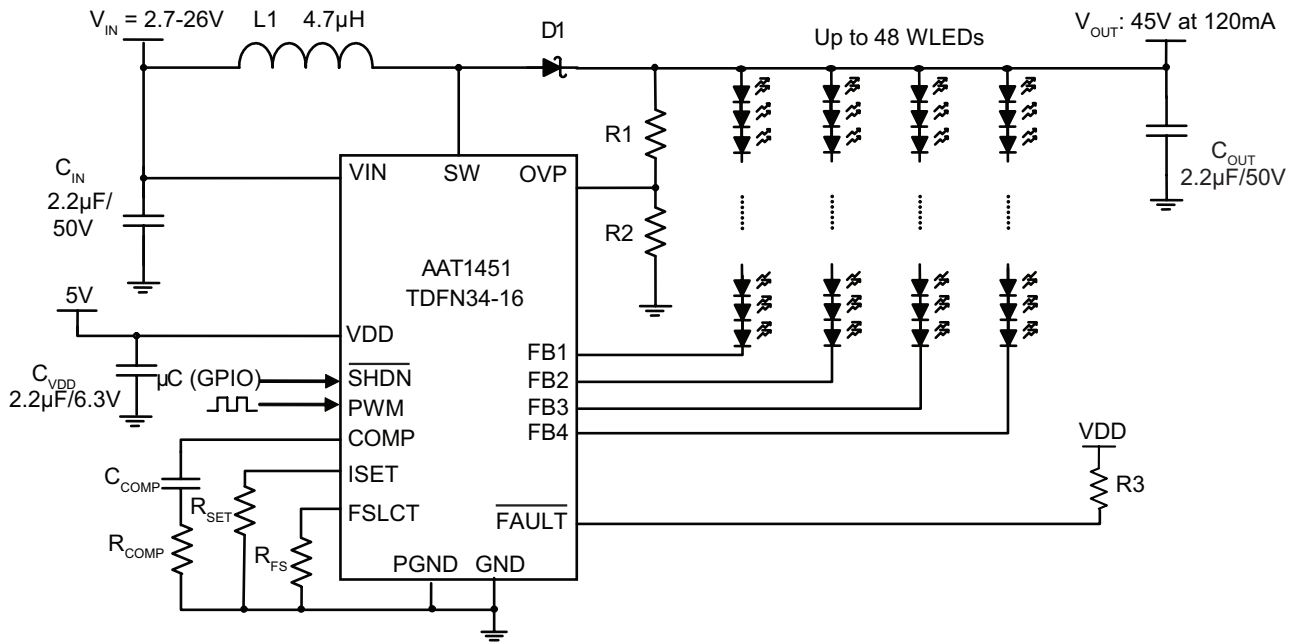 V_IN = 2.7-26V
L1 4.7µH
D1
Up to 48 WLEDs
V_OUT: 45V at 120mA
C_IN
2.2µF/
50V
VIN
SW
OVP
R1
R2
C_OUT
2.2µF/50V
AAT1451
TDFN34-16
5V
VDD
C_VDD
2.2µF/6.3V
µC (GPIO)
SHDN
PWM
COMP
ISET
FSLCT
FB1
FB2
FB3
FB4
FAULT
VDD
R3
C_COMP
R_SET
R_COMP
R_FS
PGND
GND